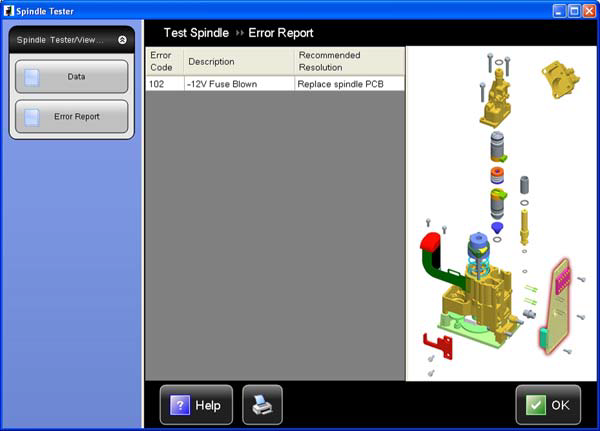 Spindle Tester
Spindle Tester/View...
Data
Error Report
Test Spindle ›› Error Report
Error Code Description Recommended Resolution
102 -12V Fuse Blown Replace spindle PCB
? Help
OK